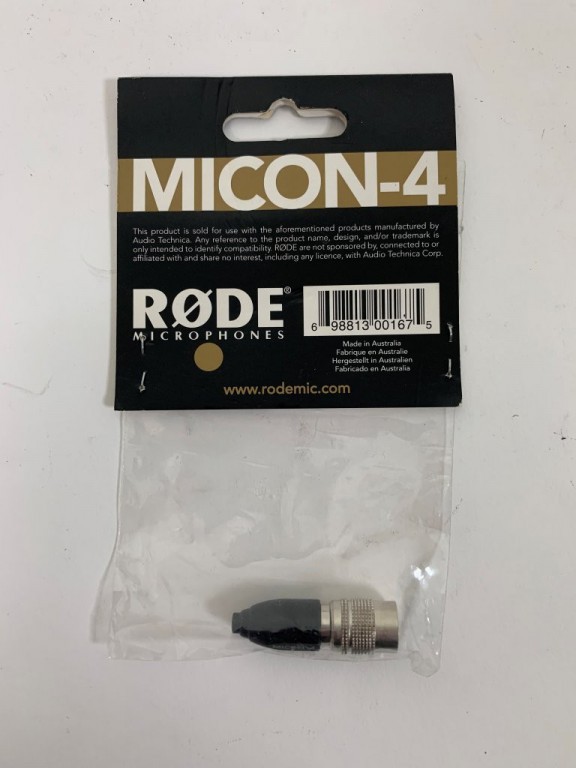 MICON-4
This product is sold for use with the aforementioned products manufactured by
Audio Technica. Any reference to the product name, design, and/or trademark is
only intended to identify compatibility. RØDE are not sponsored by, connected to or
affiliated with and share no interest, including any licence, with Audio Technica Corp.
RØDE®
MICROPHONES
6 98813 00167 5
Made in Australia
Fabrique en Australie
Hergestellt in Australien
Fabricado en Australia
www.rodemic.com